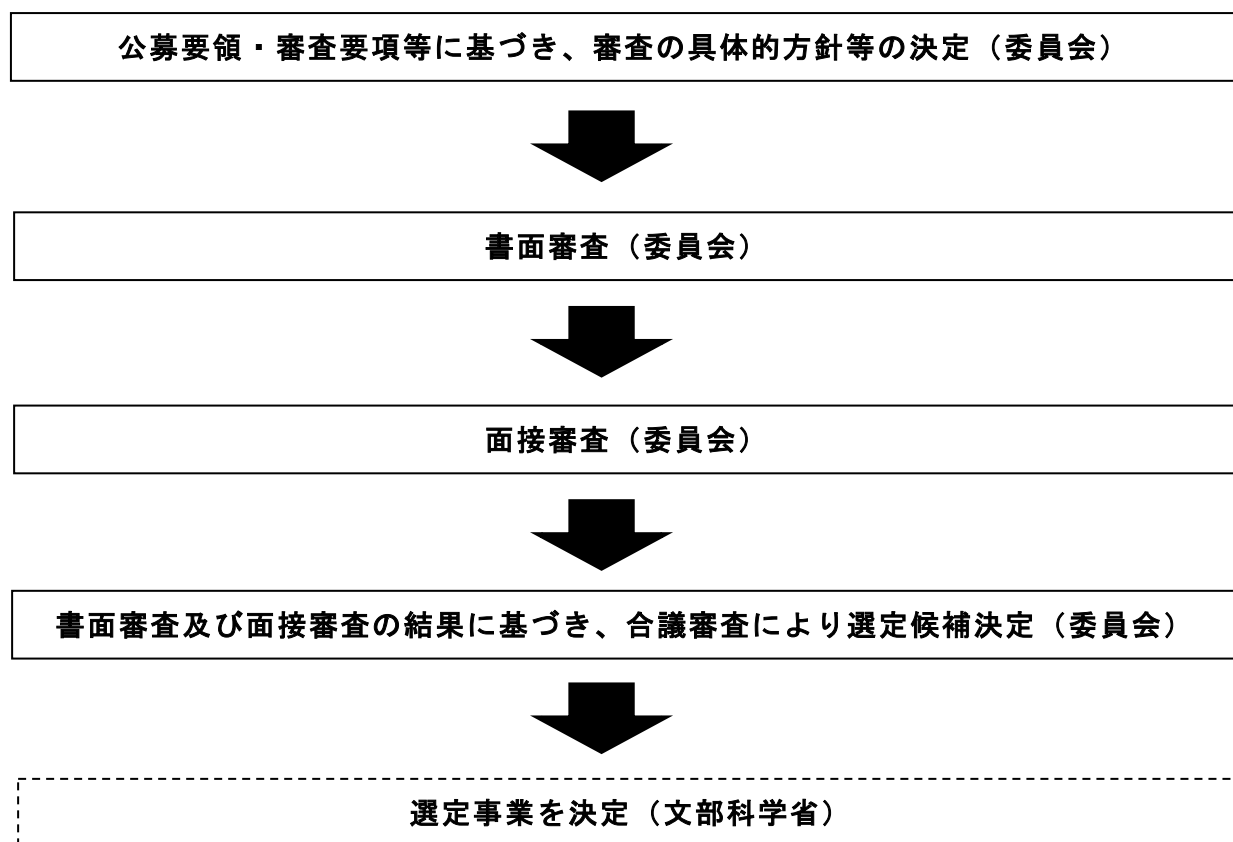 公募要領・審査要項等に基づき、審査の具体的方針等の決定（委員会）
書面審査（委員会）
面接審査（委員会）
書面審査及び面接審査の結果に基づき、合議審査により選定候補決定（委員会）
選定事業を決定（文部科学省）